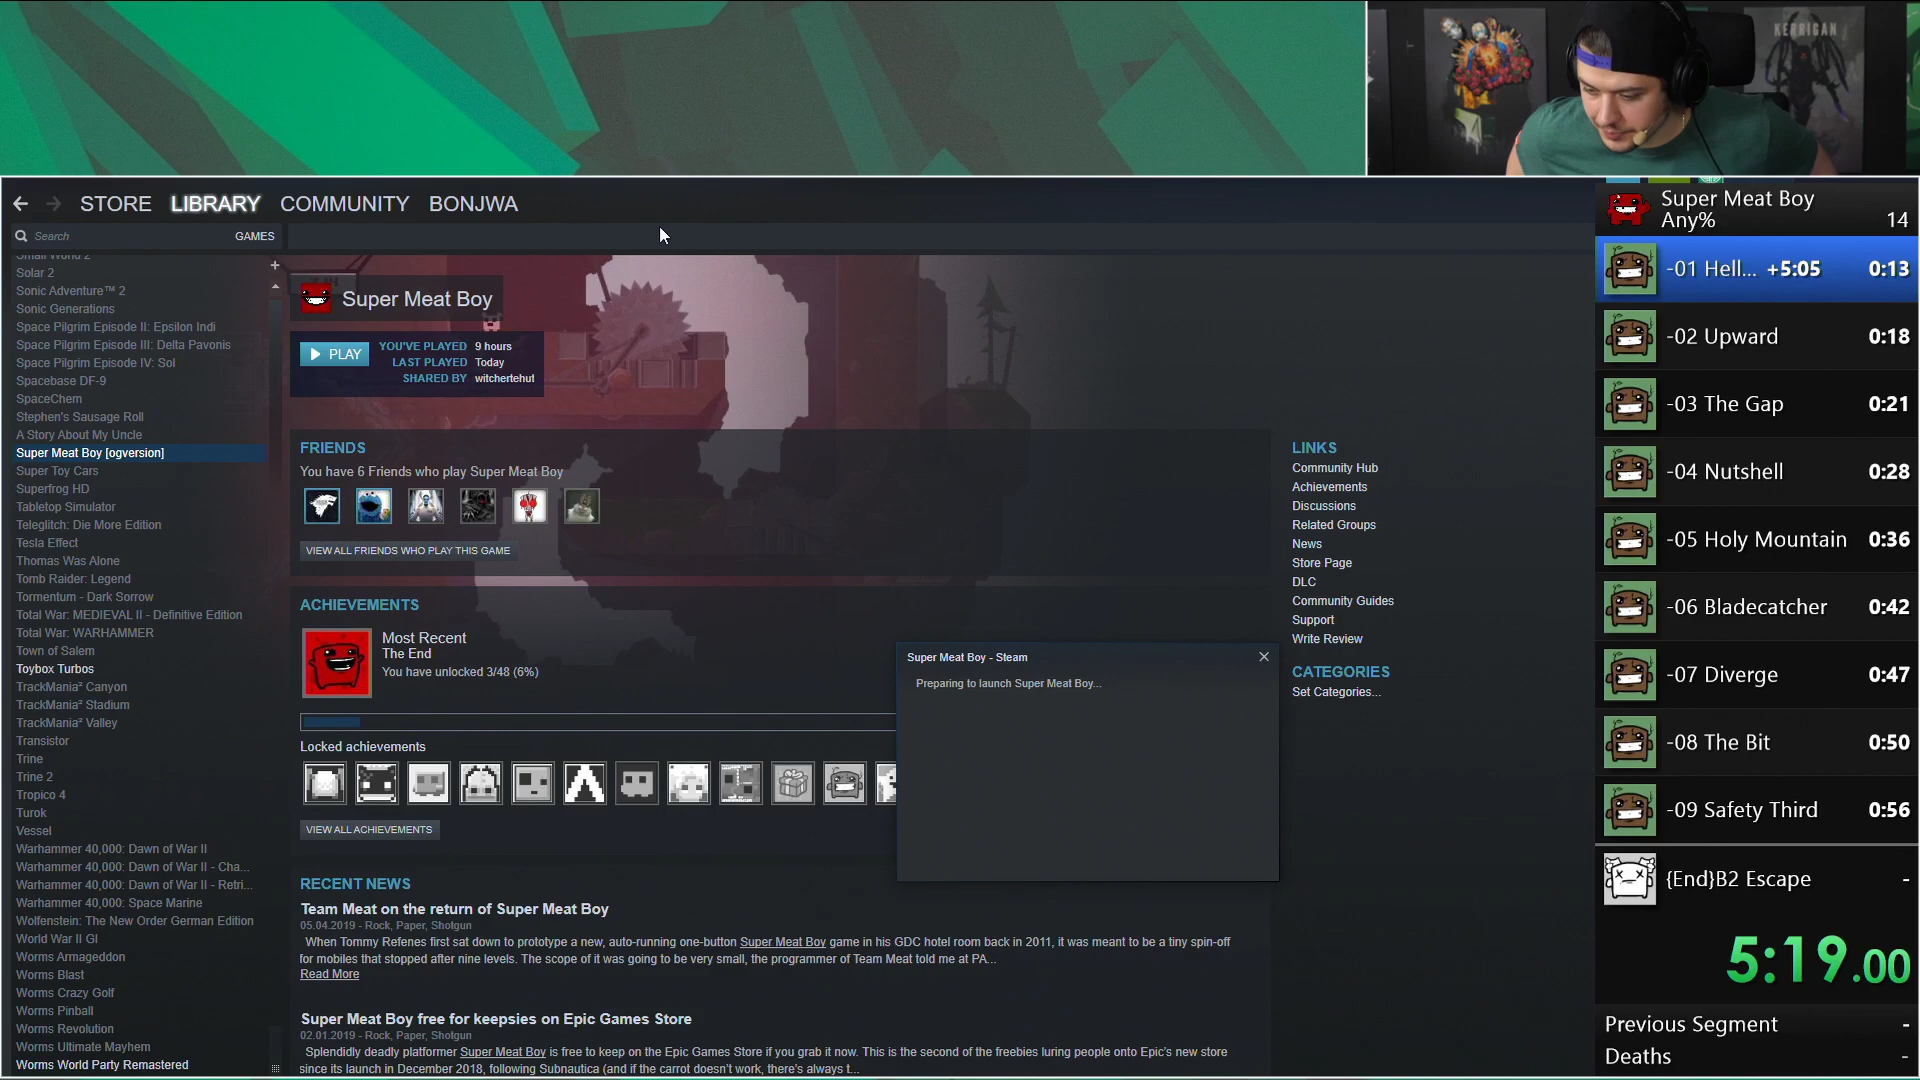 KERRIGAN
STORE LIBRARY COMMUNITY BONJWA
Search GAMES
Small World 2
Solar 2
Sonic Adventure™ 2
Sonic Generations
Space Pilgrim Episode II: Epsilon Indi
Space Pilgrim Episode III: Delta Pavonis
Space Pilgrim Episode IV: Sol
Spacebase DF-9
SpaceChem
Stephen's Sausage Roll
A Story About My Uncle
Super Meat Boy [ogversion]
Super Toy Cars
Superfrog HD
Tabletop Simulator
Teleglitch: Die More Edition
Tesla Effect
Thomas Was Alone
Tomb Raider: Legend
Tormentum - Dark Sorrow
Total War: MEDIEVAL II - Definitive Edition
Total War: WARHAMMER
Town of Salem
Toybox Turbos
TrackMania² Canyon
TrackMania² Stadium
TrackMania² Valley
Transistor
Trine
Trine 2
Tropico 4
Turok
Vessel
Warhammer 40,000: Dawn of War II
Warhammer 40,000: Dawn of War II - Cha...
Warhammer 40,000: Dawn of War II - Retri...
Warhammer 40,000: Space Marine
Wolfenstein: The New Order German Edition
World War II GI
Worms Armageddon
Worms Blast
Worms Crazy Golf
Worms Pinball
Worms Revolution
Worms Ultimate Mayhem
Worms World Party Remastered
Super Meat Boy
PLAY
YOU'VE PLAYED 9 hours
LAST PLAYED Today
SHARED BY witchertehut
FRIENDS
You have 6 Friends who play Super Meat Boy
VIEW ALL FRIENDS WHO PLAY THIS GAME
ACHIEVEMENTS
Most Recent
The End
You have unlocked 3/48 (6%)
Locked achievements
VIEW ALL ACHIEVEMENTS
RECENT NEWS
Team Meat on the return of Super Meat Boy
05.04.2019 - Rock, Paper, Shotgun
When Tommy Refenes first sat down to prototype a new, auto-running one-button Super Meat Boy game in his GDC hotel room back in 2011, it was meant to be a tiny spin-off
for mobiles that stopped after nine levels. The scope of it was going to be very small, the programmer of Team Meat told me at PA...
Read More
Super Meat Boy free for keepsies on Epic Games Store
02.01.2019 - Rock, Paper, Shotgun
Splendidly deadly platformer Super Meat Boy is free to keep on the Epic Games Store if you grab it now. This is the second of the freebies luring people onto Epic's new store
since its launch in December 2018, following Subnautica (and if the carrot doesn't work, there's always t...
Super Meat Boy - Steam
Preparing to launch Super Meat Boy...
LINKS
Community Hub
Achievements
Discussions
Related Groups
News
Store Page
DLC
Community Guides
Support
Write Review
CATEGORIES
Set Categories...
Super Meat Boy
Any% 14
-01 Hell... +5:05 0:13
-02 Upward 0:18
-03 The Gap 0:21
-04 Nutshell 0:28
-05 Holy Mountain 0:36
-06 Bladecatcher 0:42
-07 Diverge 0:47
-08 The Bit 0:50
-09 Safety Third 0:56
{End}B2 Escape -
5:19.00
Previous Segment -
Deaths -